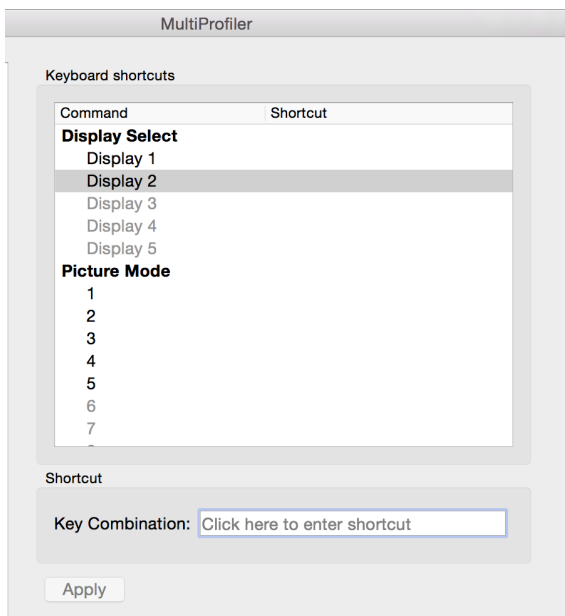 MultiProfiler
Keyboard shortcuts
Command Shortcut
Display Select
Display 1
Display 2
Display 3
Display 4
Display 5
Picture Mode
1
2
3
4
5
6
7
Shortcut
Key Combination: Click here to enter shortcut
Apply